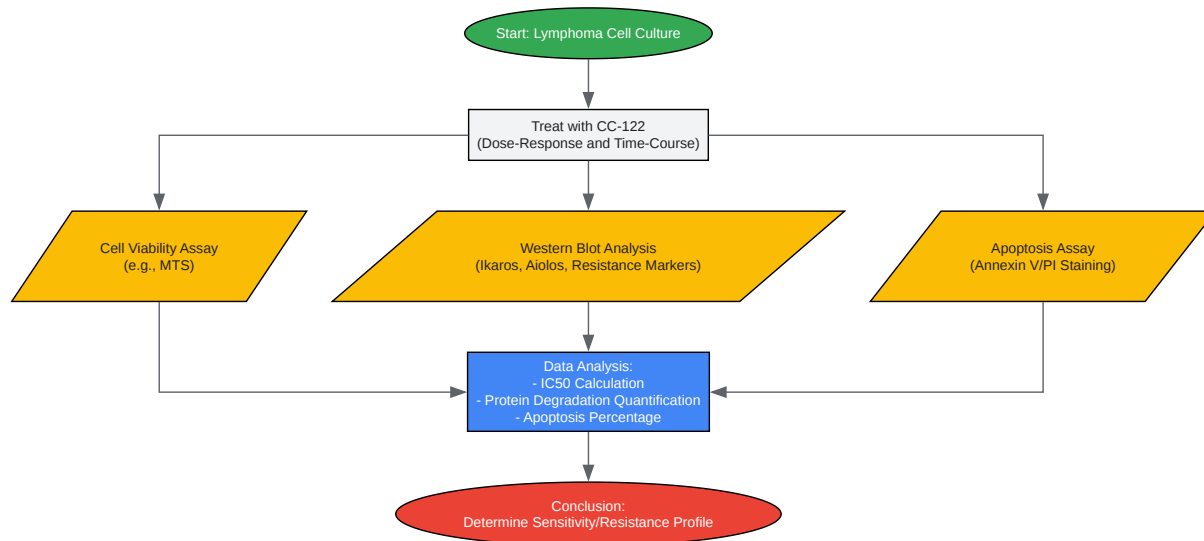 Start: Lymphoma Cell Culture
Treat with CC-122
(Dose-Response and Time-Course)
Cell Viability Assay
(e.g., MTS)
Western Blot Analysis
(Ikaros, Aiolos, Resistance Markers)
Apoptosis Assay
(Annexin V/PI Staining)
Data Analysis:
- IC50 Calculation
- Protein Degradation Quantification
- Apoptosis Percentage
Conclusion:
Determine Sensitivity/Resistance Profile